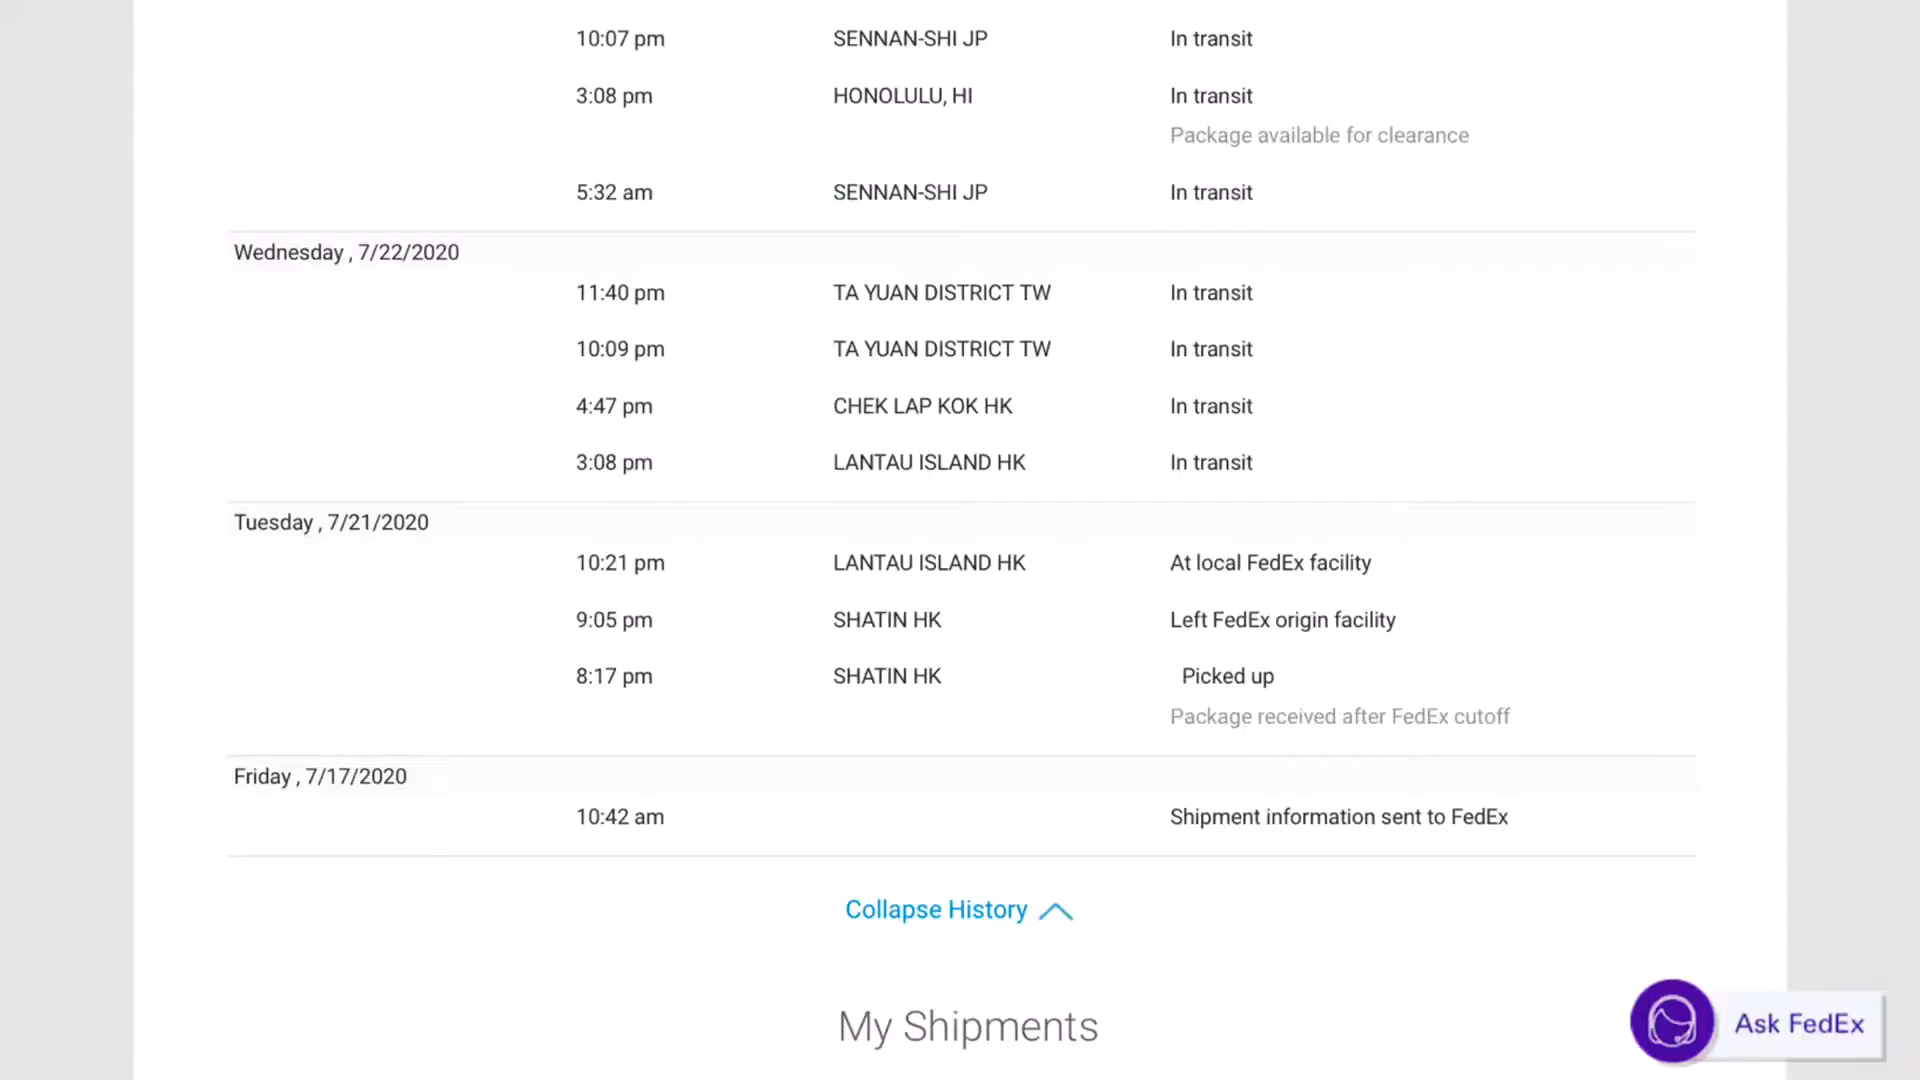 10:07 pm SENNAN-SHI JP In transit
3:08 pm HONOLULU, HI In transit
Package available for clearance
5:32 am SENNAN-SHI JP In transit
Wednesday , 7/22/2020
11:40 pm TA YUAN DISTRICT TW In transit
10:09 pm TA YUAN DISTRICT TW In transit
4:47 pm CHEK LAP KOK HK In transit
3:08 pm LANTAU ISLAND HK In transit
Tuesday , 7/21/2020
10:21 pm LANTAU ISLAND HK At local FedEx facility
9:05 pm SHATIN HK Left FedEx origin facility
8:17 pm SHATIN HK Picked up
Package received after FedEx cutoff
Friday , 7/17/2020
10:42 am Shipment information sent to FedEx
Collapse History
My Shipments
Ask FedEx